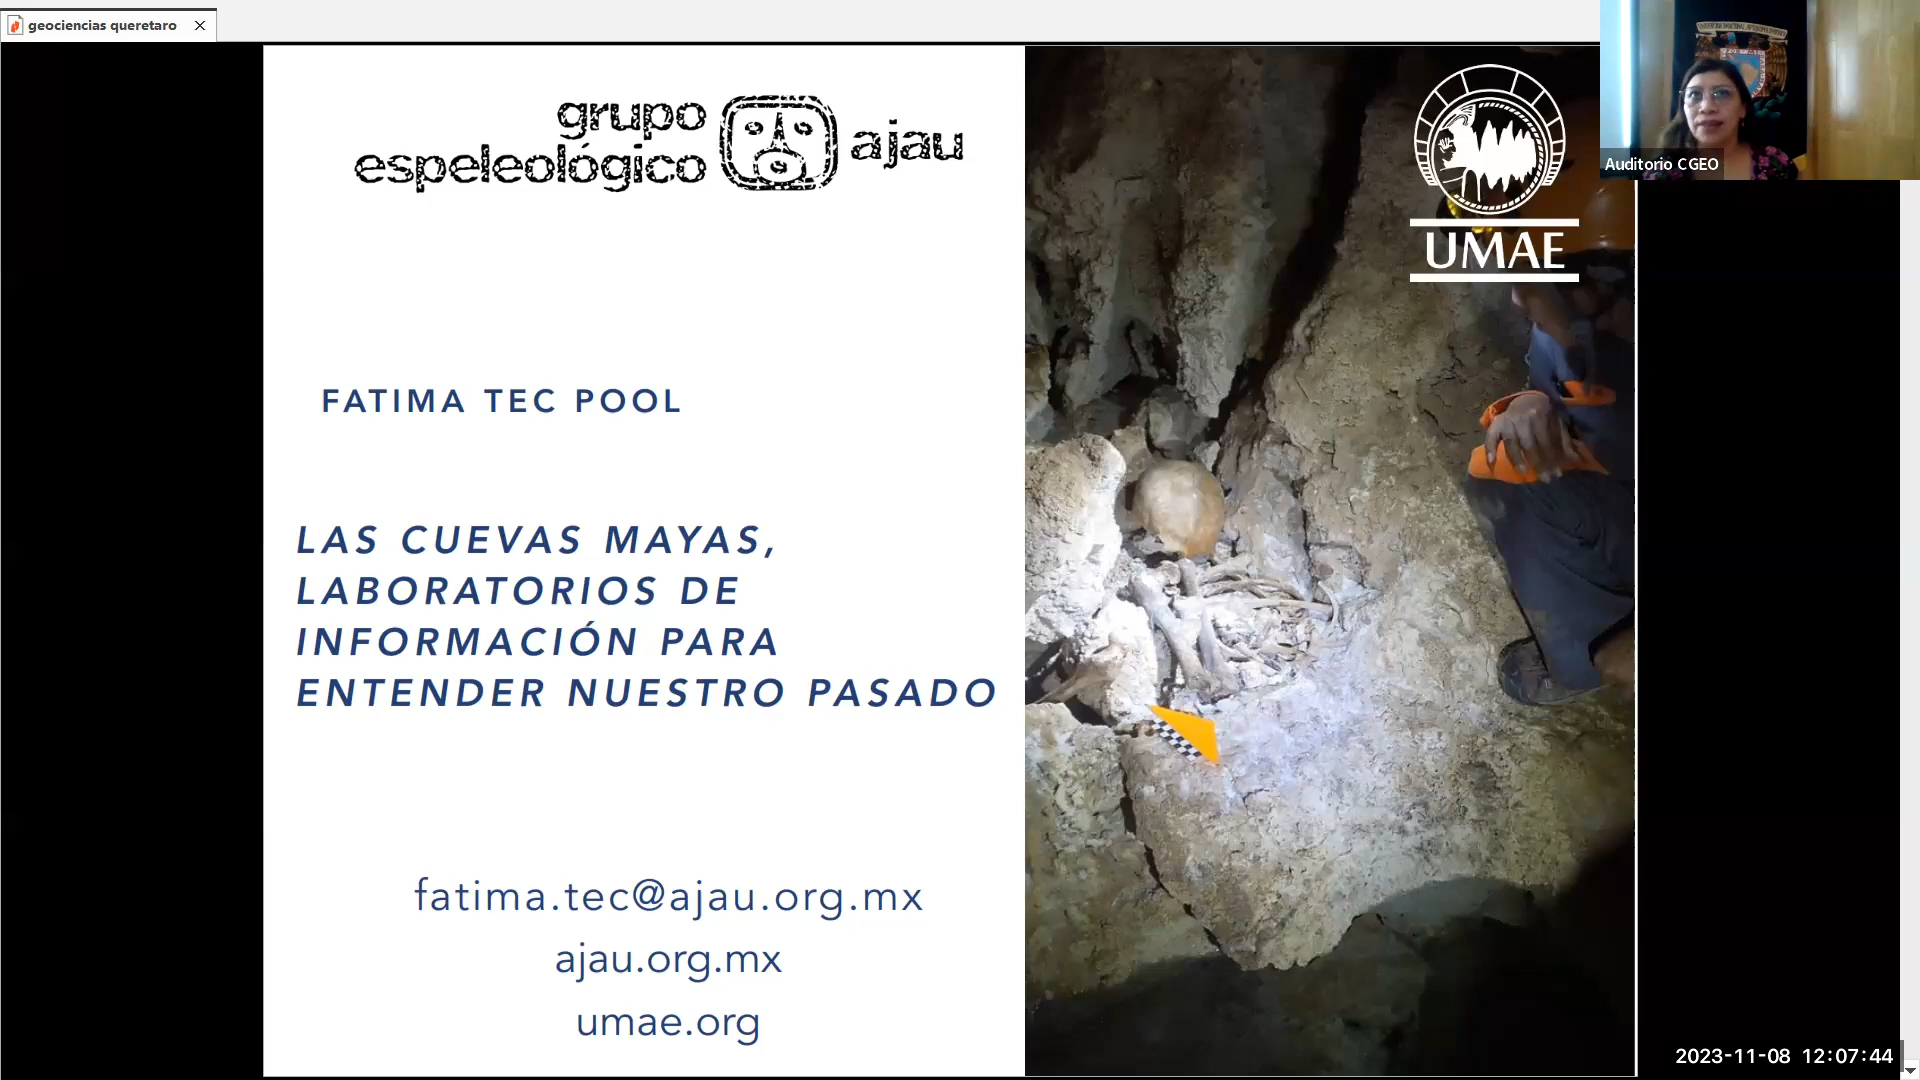 geociencias queretaro
grupo
espeleológico
ajau
UMAE
Auditorio CGEO
FATIMA TEC POOL
LAS CUEVAS MAYAS,
LABORATORIOS DE
INFORMACIÓN PARA
ENTENDER NUESTRO PASADO
fatima.tec@ajau.org.mx
ajau.org.mx
umae.org
2023-11-08 12:07:44